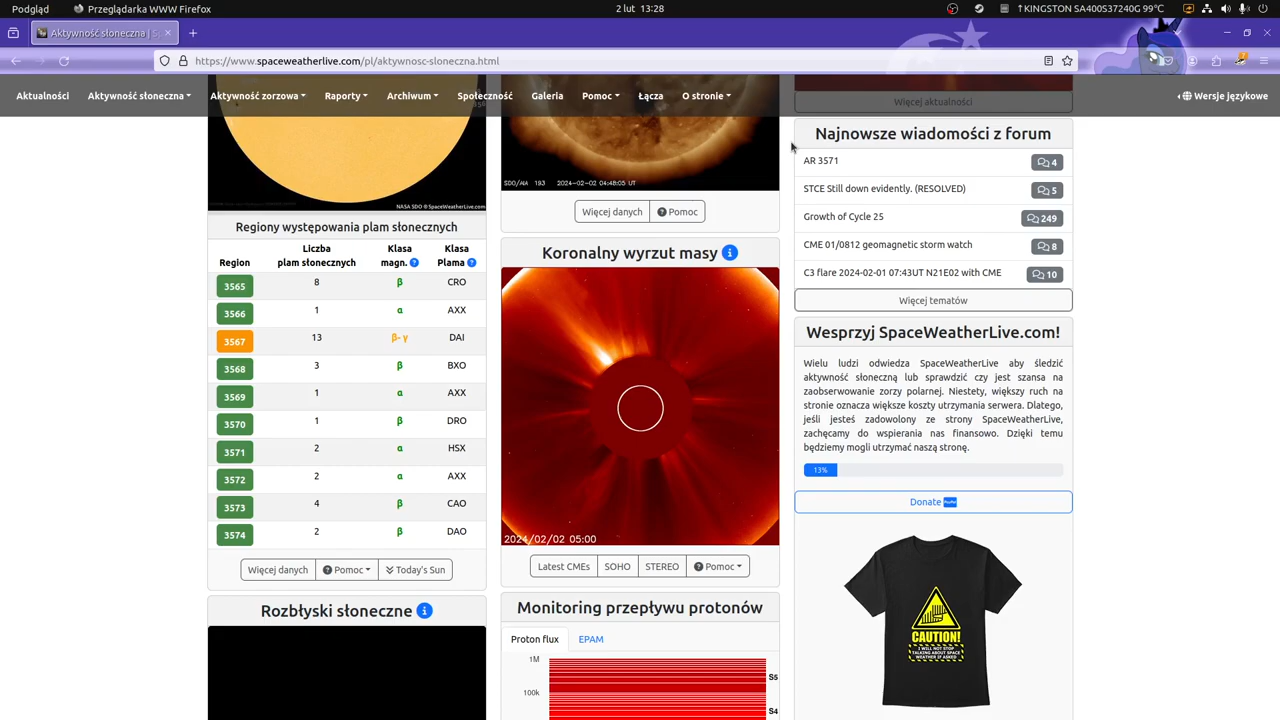 Podgląd
Przeglądarka WWW Firefox
2 lut 13:28
↑KINGSTON SA400S37240G 99°C
Aktywność słoneczna | S
https://www.spaceweatherlive.com/pl/aktywnosc-sloneczna.html
Aktualności
Aktywność słoneczna
Aktywność zorzowa
Raporty
Archiwum
Społeczność
Galeria
Pomoc
Łącza
O stronie
Wersje językowe
NASA SDO ® SpaceWeatherLive.com
Regiony występowania plam słonecznych
Region Liczba plam słonecznych Klasa magn. Klasa Plama
3565 8 β CRO
3566 1 α AXX
3567 13 β-γ DAI
3568 3 β BXO
3569 1 α AXX
3570 1 β DRO
3571 2 α HSX
3572 2 α AXX
3573 4 β CAO
3574 2 β DAO
Więcej danych
Pomoc
Today's Sun
Rozbłyski słoneczne
SDO/AIA 193 2024-02-02 04:48:05 UT
Więcej danych
Pomoc
Koronalny wyrzut masy
2024/02/02 05:00
Latest CMEs
SOHO
STEREO
Pomoc
Monitoring przepływu protonów
Proton flux
EPAM
1M
S5
100k
S4
Więcej aktualności
Najnowsze wiadomości z forum
AR 3571 4
STCE Still down evidently. (RESOLVED) 5
Growth of Cycle 25 249
CME 01/0812 geomagnetic storm watch 8
C3 flare 2024-02-01 07:43UT N21E02 with CME 10
Więcej tematów
Wesprzyj SpaceWeatherLive.com!
Wielu ludzi odwiedza SpaceWeatherLive aby śledzić
aktywność słoneczną lub sprawdzić czy jest szansa na
zaobserwowanie zorzy polarnej. Niestety, większy ruch na
stronie oznacza większe koszty utrzymania serwera. Dlatego,
jeśli jesteś zadowolony ze strony SpaceWeatherLive,
zachęcamy do wspierania nas finansowo. Dzięki temu
będziemy mogli utrzymać naszą stronę.
13%
Donate
CAUTION!
I WILL NOT STOP
TALKING ABOUT SPACE
WEATHER IF ASKED